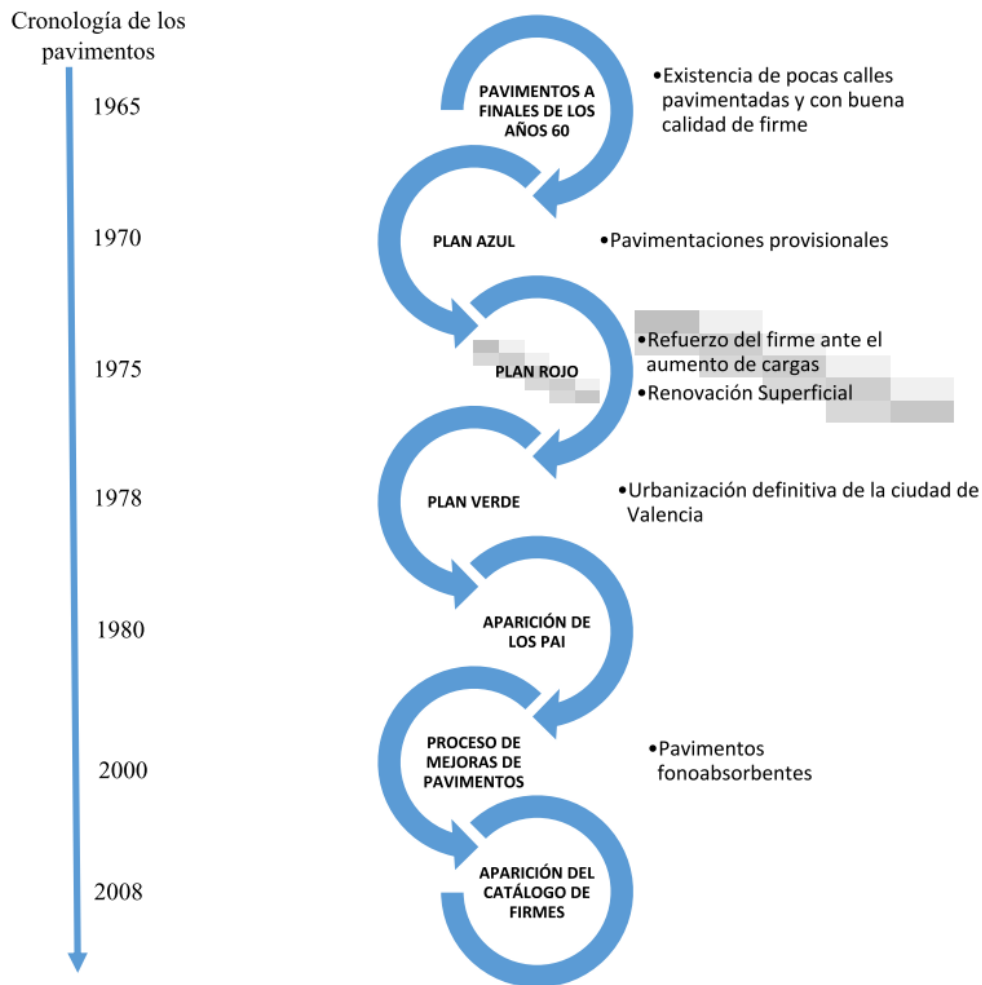 Cronología de los
pavimentos
1965
PAVIMENTOS A
FINALES DE LOS
AÑOS 60
•Existencia de pocas calles
pavimentadas y con buena
calidad de firme
1970
PLAN AZUL
•Pavimentaciones provisionales
1975
PLAN ROJO
•Refuerzo del firme ante el
aumento de cargas
•Renovación Superficial
1978
PLAN VERDE
•Urbanización definitiva de la ciudad de
Valencia
1980
APARICIÓN DE
LOS PAI
2000
PROCESO DE
MEJORAS DE
PAVIMENTOS
•Pavimentos
fonoabsorbentes
2008
APARICIÓN DEL
CATÁLOGO DE
FIRMES